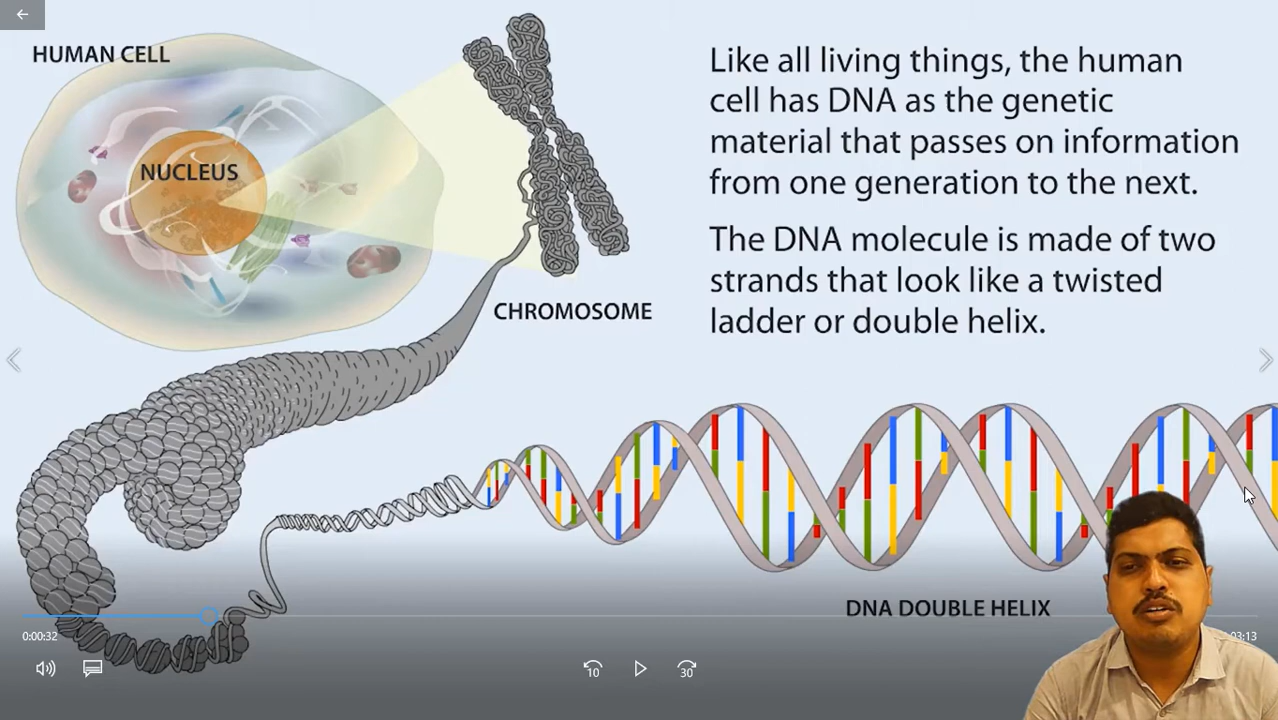 HUMAN CELL
NUCLEUS
CHROMOSOME
Like all living things, the human
cell has DNA as the genetic
material that passes on information
from one generation to the next.
The DNA molecule is made of two
strands that look like a twisted
ladder or double helix.
DNA DOUBLE HELIX
0:00:32
03:13
10
30